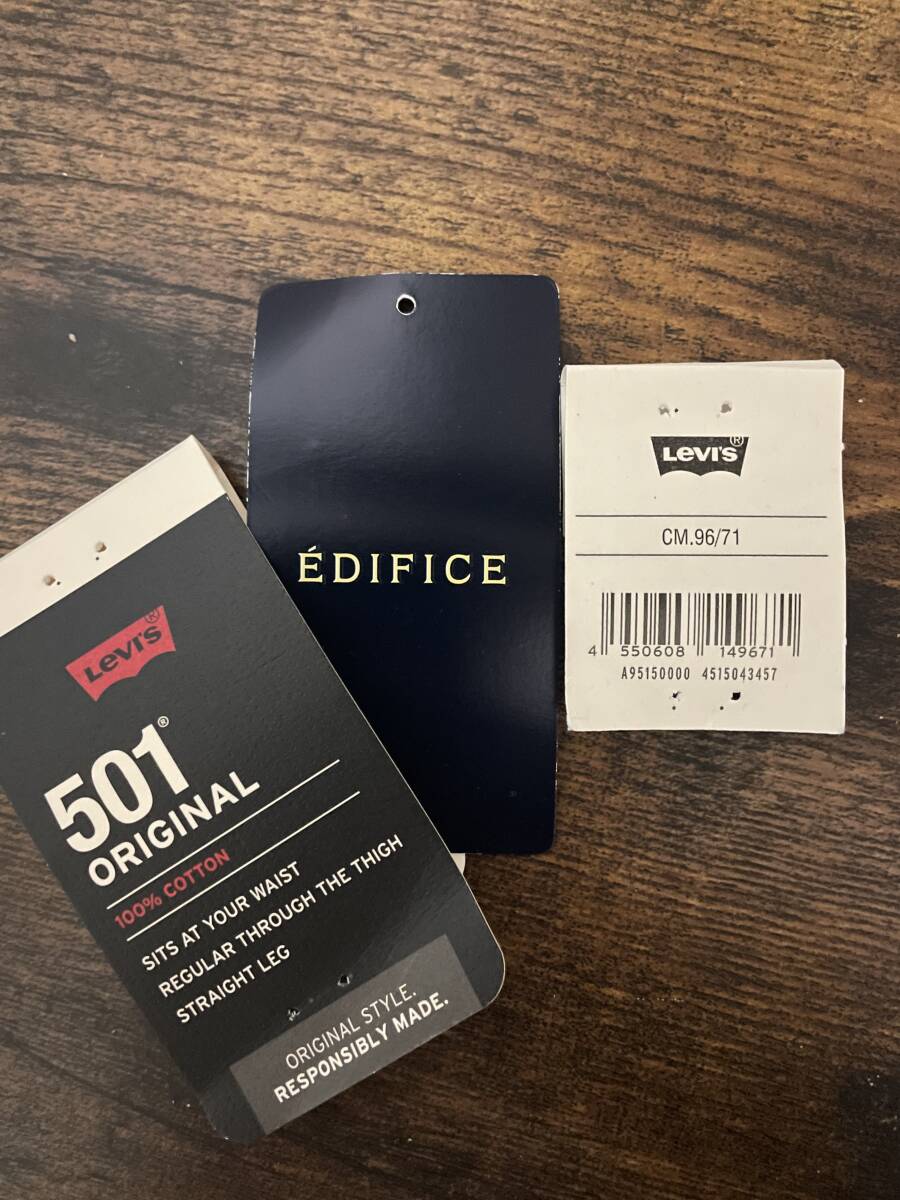 Levi's®
501®
ORIGINAL
100% COTTON
SITS AT YOUR WAIST
REGULAR THROUGH THE THIGH
STRAIGHT LEG
ORIGINAL STYLE.
RESPONSIBLY MADE.
ÉDIFICE
Levi's®
CM.96/71
4 550608 149671
A95150000 4515043457